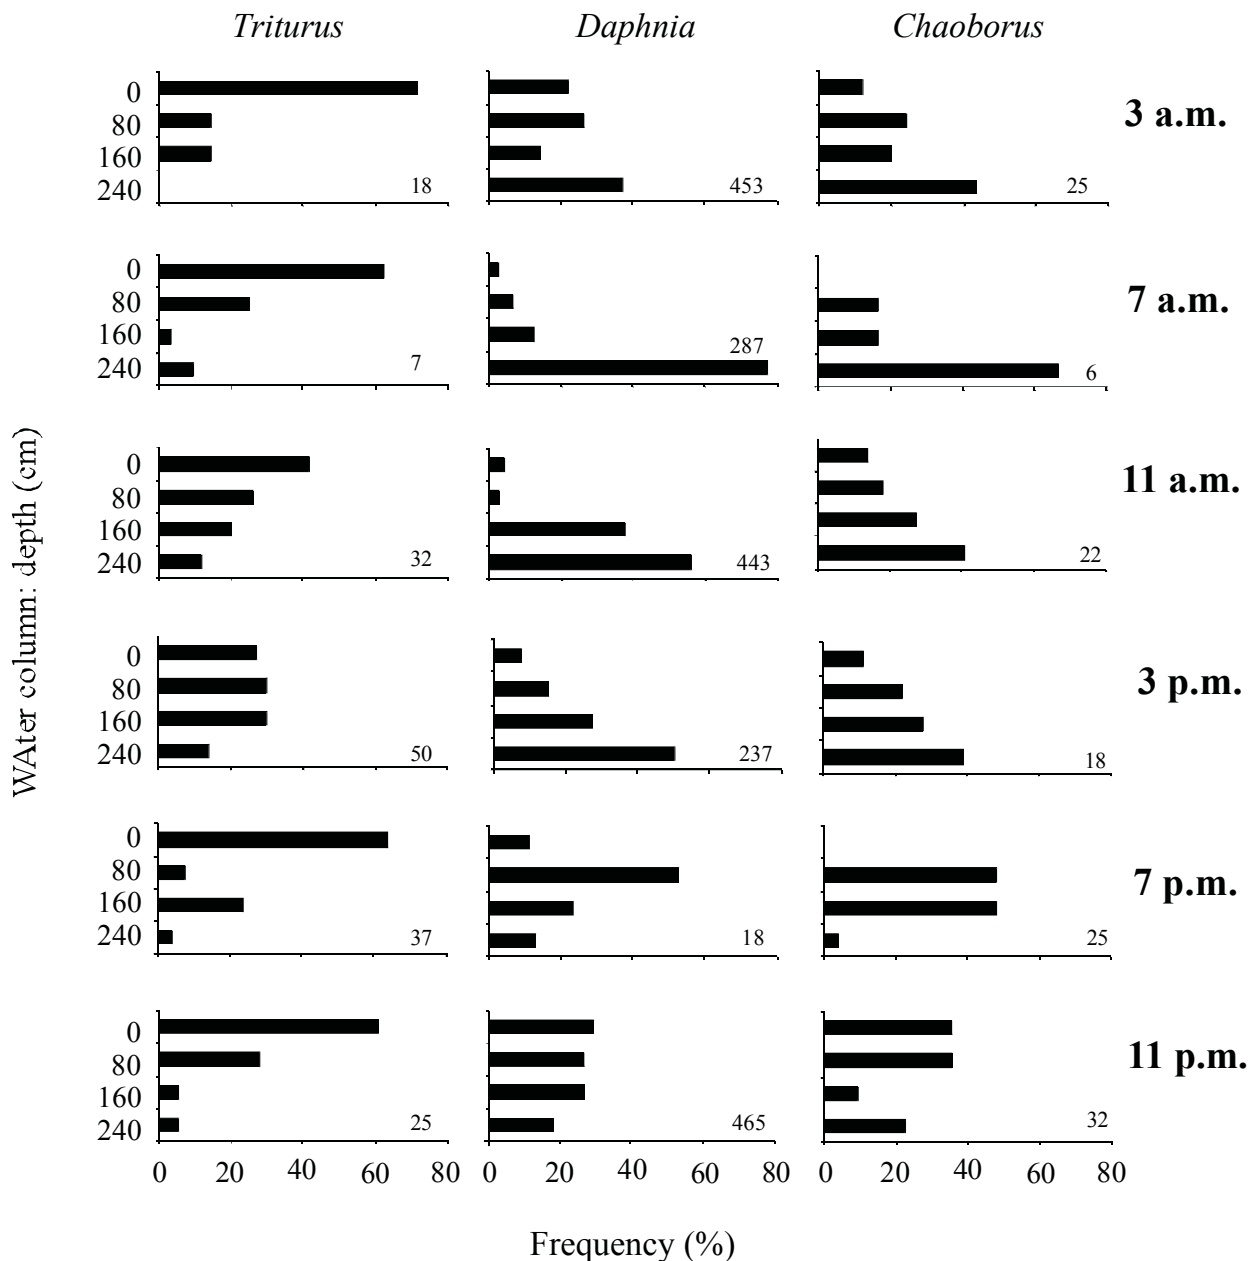 Triturus Daphnia Chaoborus
0
80
160
240
18 453 25
3 a.m.
0
80
160
240
7 287 6
7 a.m.
0
80
160
240
32 443 22
11 a.m.
WAter column: depth (cm)
0
80
160
240
50 237 18
3 p.m.
0
80
160
240
37 18 25
7 p.m.
0
80
160
240
25 465 32
11 p.m.
0 20 40 60 80 0 20 40 60 80 0 20 40 60 80
Frequency (%)